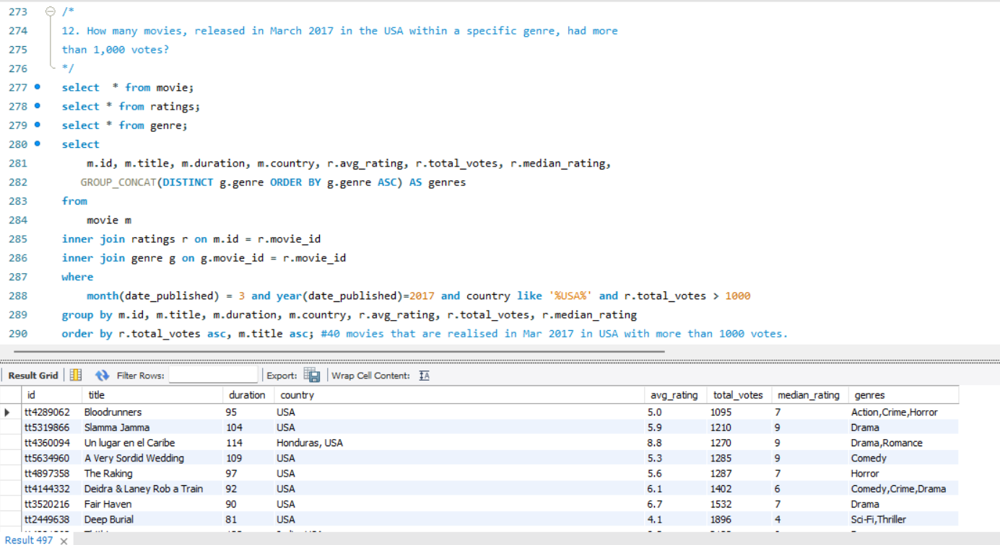 273 /*
274 12. How many movies, released in March 2017 in the USA within a specific genre, had more
275 than 1,000 votes?
276 */
277 select  * from movie;
278 select * from ratings;
279 select * from genre;
280 select
281 m.id, m.title, m.duration, m.country, r.avg_rating, r.total_votes, r.median_rating,
282 GROUP_CONCAT(DISTINCT g.genre ORDER BY g.genre ASC) AS genres
283 from
284 movie m
285 inner join ratings r on m.id = r.movie_id
286 inner join genre g on g.movie_id = r.movie_id
287 where
288 month(date_published) = 3 and year(date_published)=2017 and country like '%USA%' and r.total_votes > 1000
289 group by m.id, m.title, m.duration, m.country, r.avg_rating, r.total_votes, r.median_rating
290 order by r.total_votes asc, m.title asc; #40 movies that are realised in Mar 2017 in USA with more than 1000 votes.
Result Grid Filter Rows: Export: Wrap Cell Content: IA
id title duration country avg_rating total_votes median_rating genres
tt4289062 Bloodrunners 95 USA 5.0 1095 7 Action,Crime,Horror
tt5319866 Slamma Jamma 104 USA 5.9 1210 9 Drama
tt4360094 Un lugar en el Caribe 114 Honduras, USA 8.8 1270 9 Drama,Romance
tt5634960 A Very Sordid Wedding 109 USA 5.3 1285 9 Comedy
tt4897358 The Raking 97 USA 5.6 1287 7 Horror
tt4144332 Deidra & Laney Rob a Train 92 USA 6.1 1402 6 Comedy,Crime,Drama
tt3520216 Fair Haven 90 USA 6.7 1532 7 Drama
tt2449638 Deep Burial 81 USA 4.1 1896 4 Sci-Fi,Thriller
Result 497